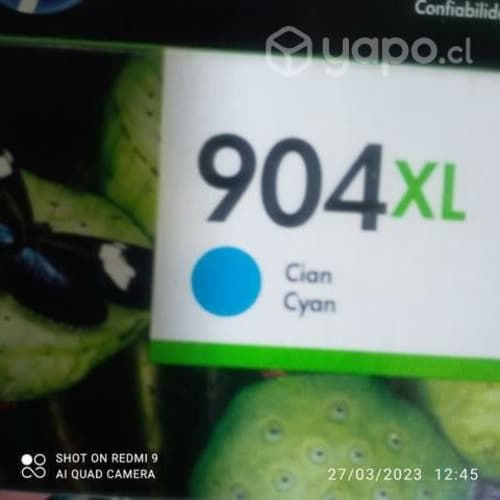 Confiabilid
yapo.cl
904XL
Cian
Cyan
SHOT ON REDMI 9
AI QUAD CAMERA
27/03/2023 12:45